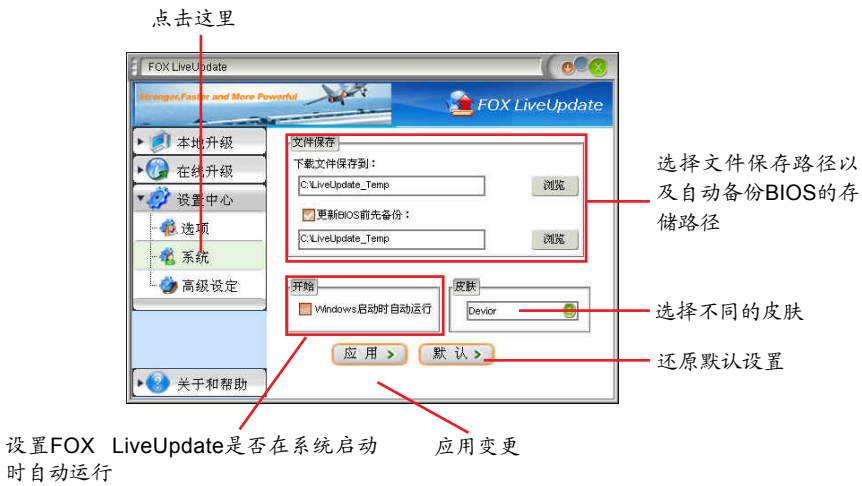 点击这里
FOX LiveUpdate
Stronger,Faster and More Powerful
FOX LiveUpdate
本地升级
在线升级
设置中心
选项
系统
高级设定
关于和帮助
文件保存
下载文件保存到：
C:\LiveUpdate_Temp
浏览
更新BIOS前先备份：
C:\LiveUpdate_Temp
浏览
开始
Windows启动时自动运行
皮肤
Devior
应 用
默 认
选择文件保存路径以
及自动备份BIOS的存
储路径
选择不同的皮肤
还原默认设置
设置FOX LiveUpdate是否在系统启动
时自动运行
应用变更